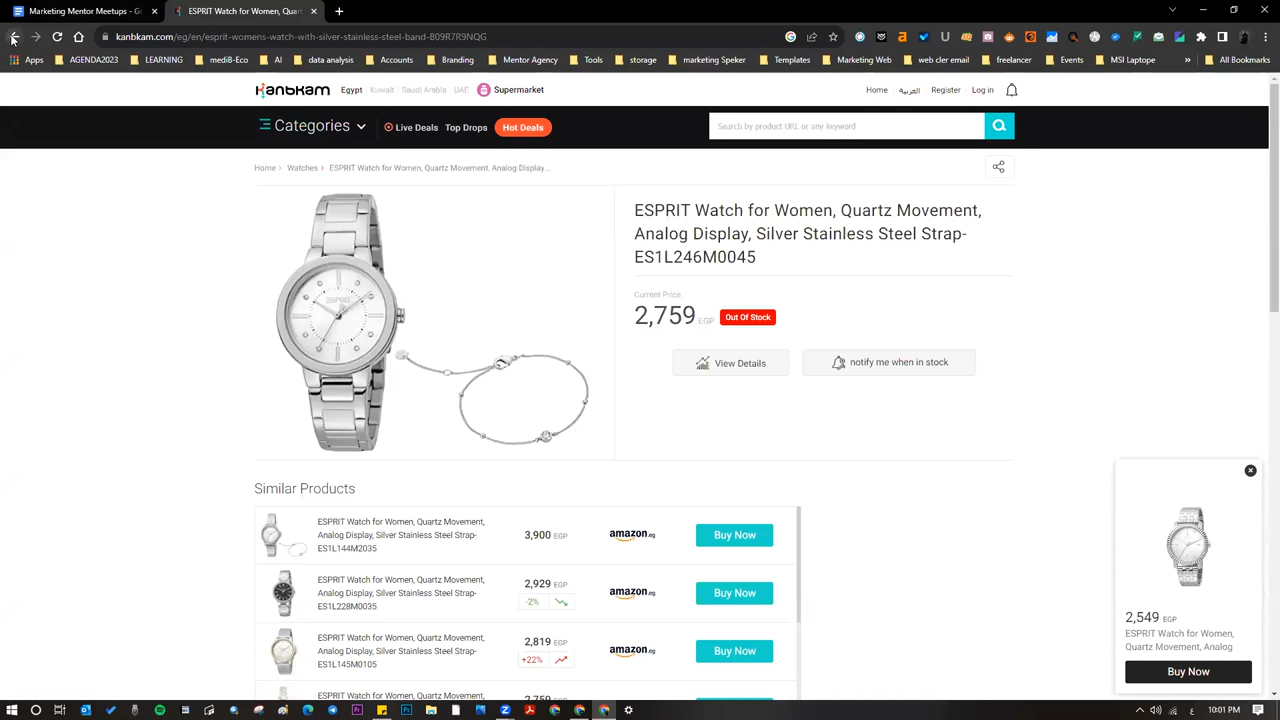 Marketing Mentor Meetups - G
ESPRIT Watch for Women, Quar
kanbkam.com/eg/en/esprit-womens-watch-with-silver-stainless-steel-band-B09R7R9NQG
Apps AGENDA2023 LEARNING mediB-Eco AI data analysis Accounts Branding Mentor Agency Tools storage marketing Speker Templates Marketing Web web cler email freelancer Events MSI Laptope » All Bookmarks
Kanbkam Egypt Kuwait Saudi Arabia UAE Supermarket Home العربية Register Log in
Categories Live Deals Top Drops Hot Deals Search by product URL or any keyword
Home Watches ESPRIT Watch for Women, Quartz Movement, Analog Display ..
ESPRIT Watch for Women, Quartz Movement,
Analog Display, Silver Stainless Steel Strap-
ES1L246M0045
Current Price
2,759 EGP Out Of Stock
View Details notify me when in stock
ESPRIT
Similar Products
ESPRIT Watch for Women, Quartz Movement,
Analog Display, Silver Stainless Steel Strap-
ES1L144M2035
3,900 EGP amazon.eg Buy Now
ESPRIT Watch for Women, Quartz Movement,
Analog Display, Silver Stainless Steel Strap-
ES1L228M0035
2,929 EGP
-2%
amazon.eg Buy Now
ESPRIT Watch for Women, Quartz Movement,
Analog Display, Silver Stainless Steel Strap-
ES1L145M0105
2,819 EGP
+22%
amazon.eg Buy Now
ESPRIT Watch for Women, Quartz Movement,
2,759 EGP
2,549 EGP
ESPRIT Watch for Women,
Quartz Movement, Analog
Buy Now
10:01 PM